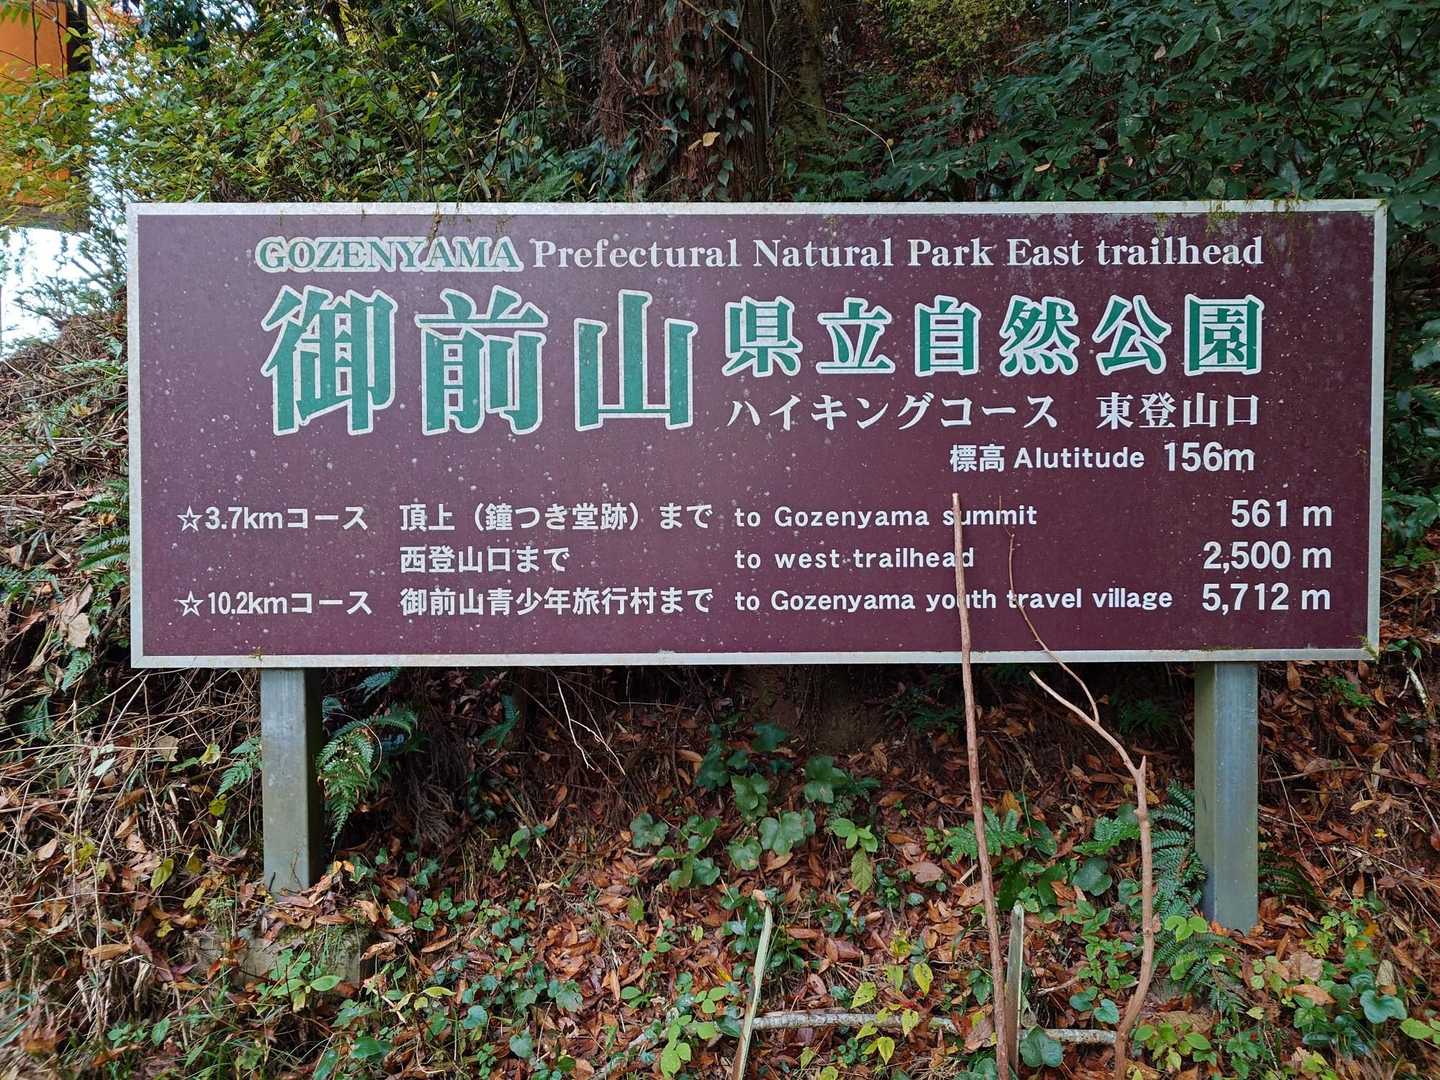 GOZENYAMA Prefectural Natural Park East trailhead
御前山 県立自然公園
ハイキングコース 東登山口
標高 Alutitude 156m
☆3.7kmコース 頂上（鐘つき堂跡）まで to Gozenyama summit 561 m
西登山口まで to west trailhead 2,500 m
☆10.2kmコース 御前山青少年旅行村まで to Gozenyama youth travel village 5,712 m